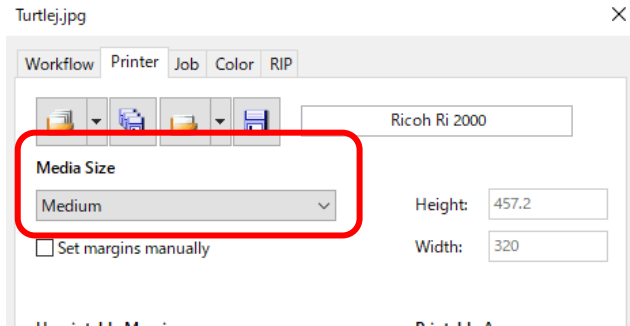 Turtlej.jpg
Workflow Printer Job Color RIP
Ricoh Ri 2000
Media Size
Medium
Height: 457.2
Set margins manually
Width: 320